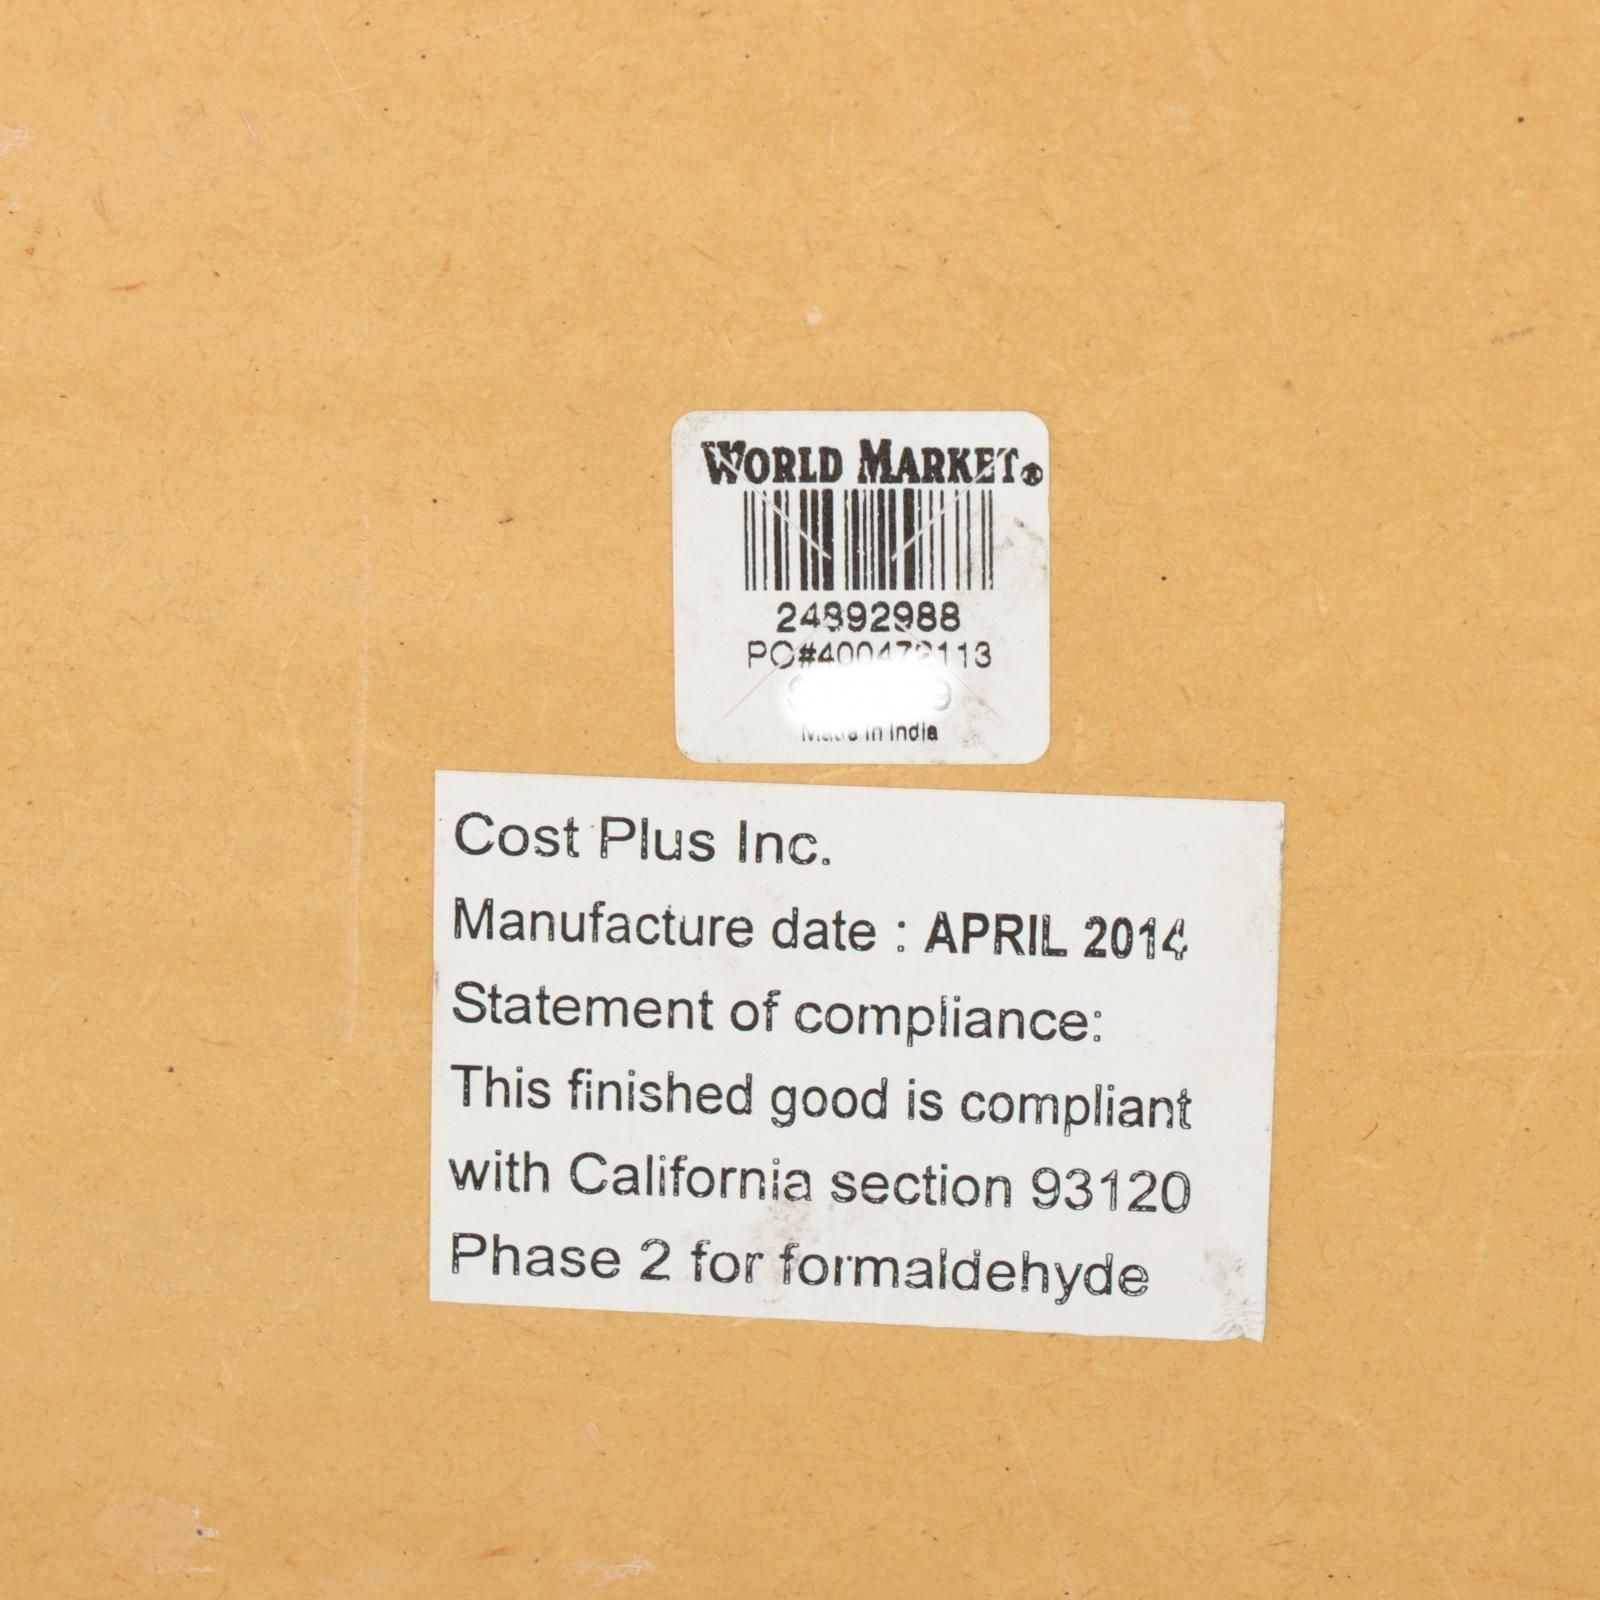 WORLD MARKET®
24892988
Made in India
Cost Plus Inc.
Manufacture date : APRIL 2014
Statement of compliance:
This finished good is compliant
with California section 93120
Phase 2 for formaldehyde